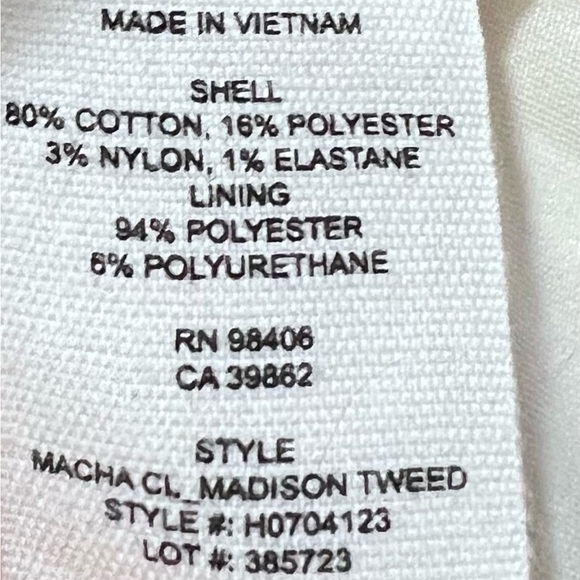 MADE IN VIETNAM
SHELL
80% COTTON, 16% POLYESTER
3% NYLON, 1% ELASTANE
LINING
94% POLYESTER
6% POLYURETHANE
RN 98406
CA 39862
STYLE
MACHA CL_MADISON TWEED
STYLE #: H0704123
LOT #: 385723